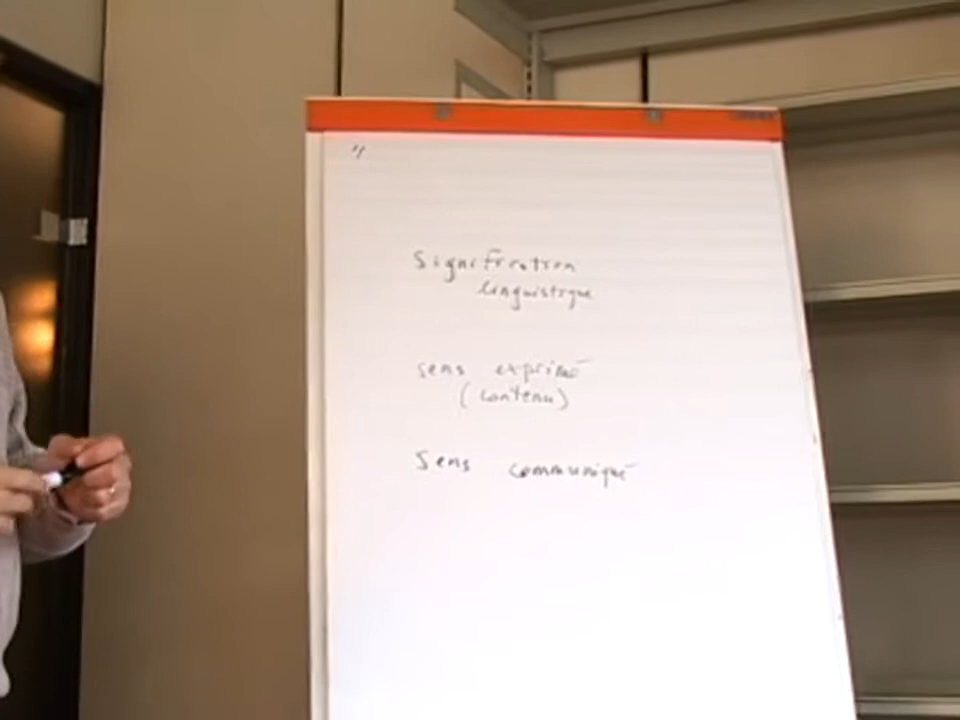 Signification
linguistique
sens exprimé
(contenu)
Sens communiqué